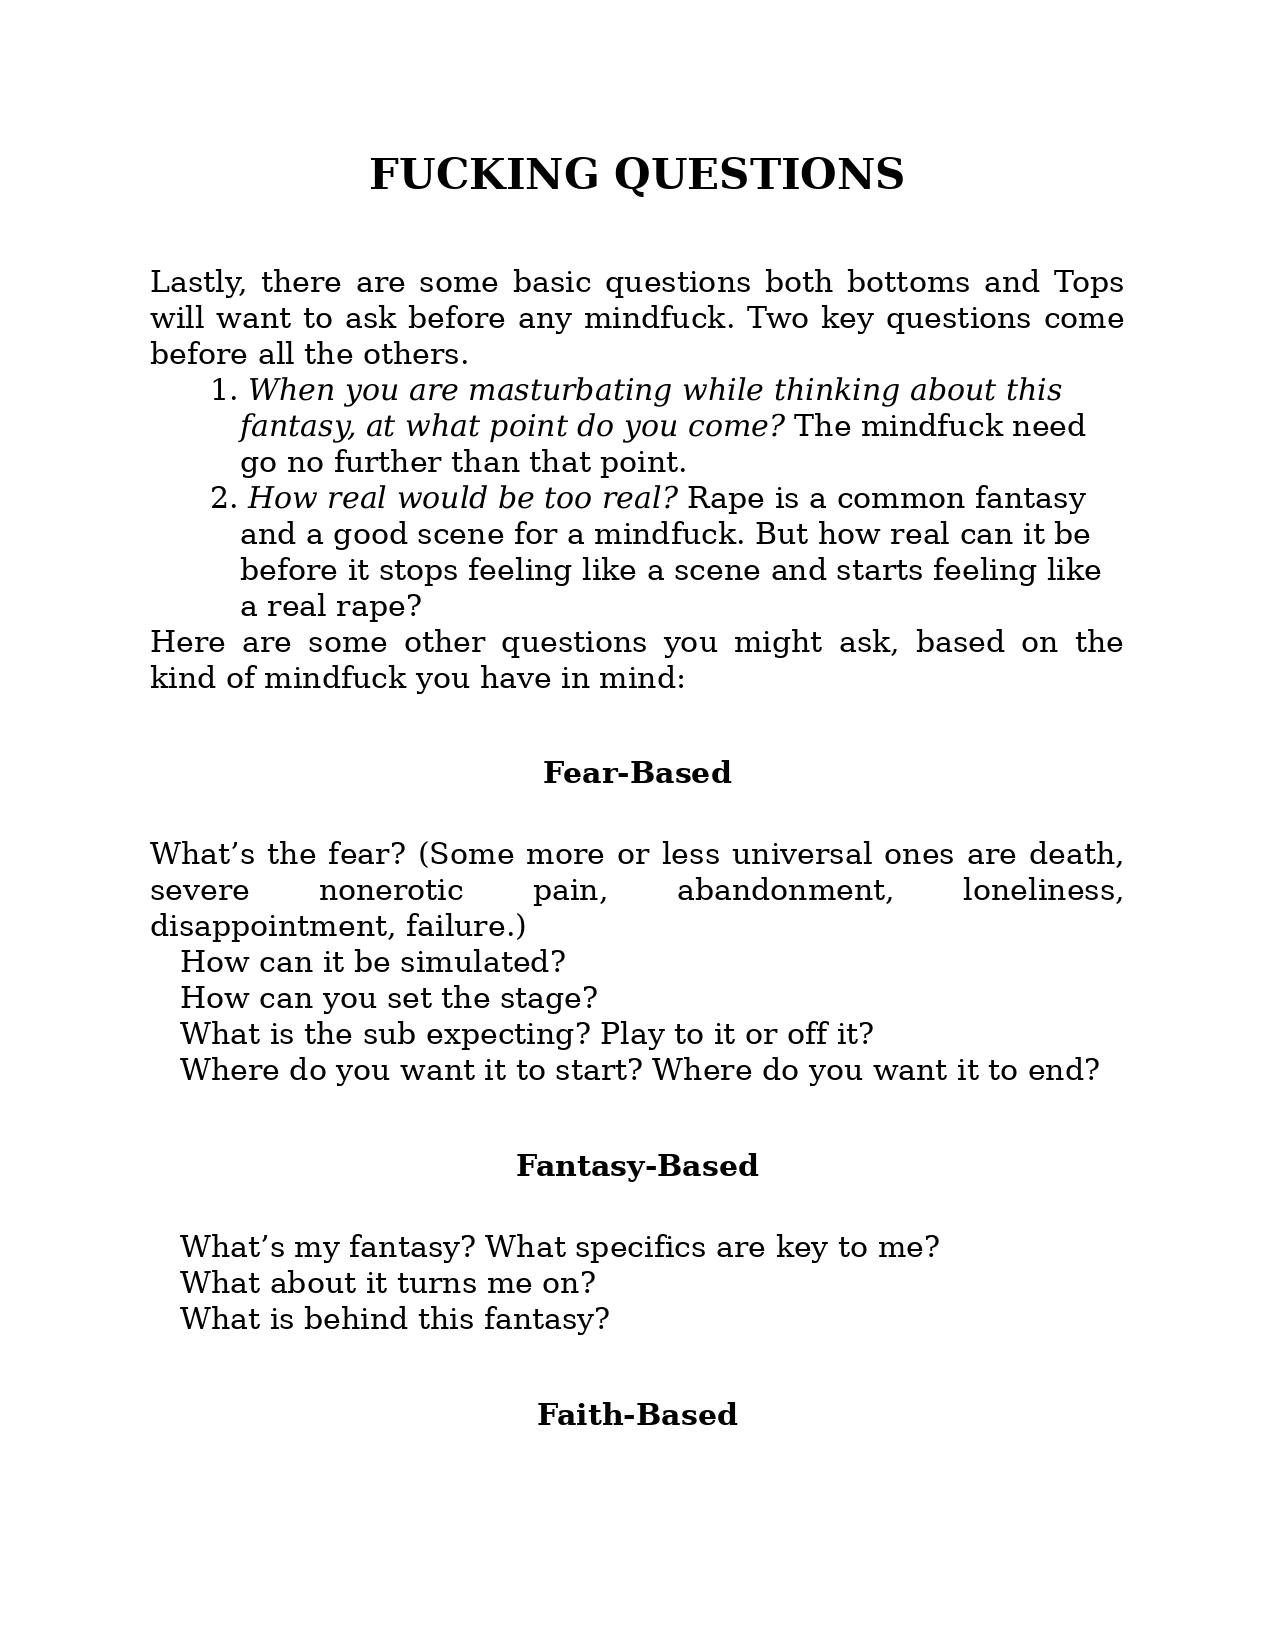 FUCKING QUESTIONS
Lastly, there are some basic questions both bottoms and Tops
will want to ask before any mindfuck. Two key questions come
before all the others.
1. When you are masturbating while thinking about this
fantasy, at what point do you come? The mindfuck need
go no further than that point.
2. How real would be too real? Rape is a common fantasy
and a good scene for a mindfuck. But how real can it be
before it stops feeling like a scene and starts feeling like
a real rape?
Here are some other questions you might ask, based on the
kind of mindfuck you have in mind:
Fear-Based
What’s the fear? (Some more or less universal ones are death,
severe nonerotic pain, abandonment, loneliness,
disappointment, failure.)
How can it be simulated?
How can you set the stage?
What is the sub expecting? Play to it or off it?
Where do you want it to start? Where do you want it to end?
Fantasy-Based
What’s my fantasy? What specifics are key to me?
What about it turns me on?
What is behind this fantasy?
Faith-Based